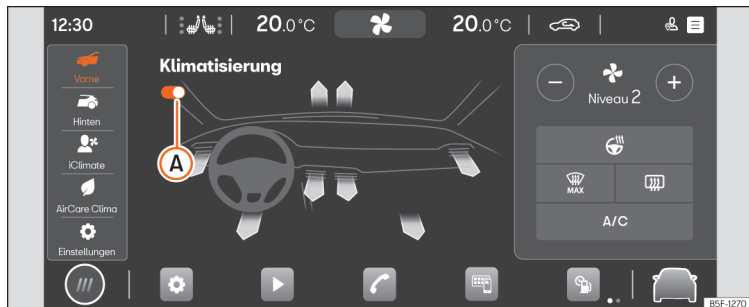 12:30
20.0°C
20.0°C
Vorne
Hinten
iClimate
AirCare Clima
Einstellungen
Klimatisierung
A
Niveau 2
MAX
A/C
B5F-1270